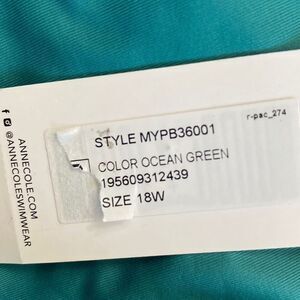 r-pac_274
STYLE MYPB36001
COLOR OCEAN GREEN
195609312439
SIZE 18W
ANNECOLE.COM
@ANNECOLESWIMWEAR